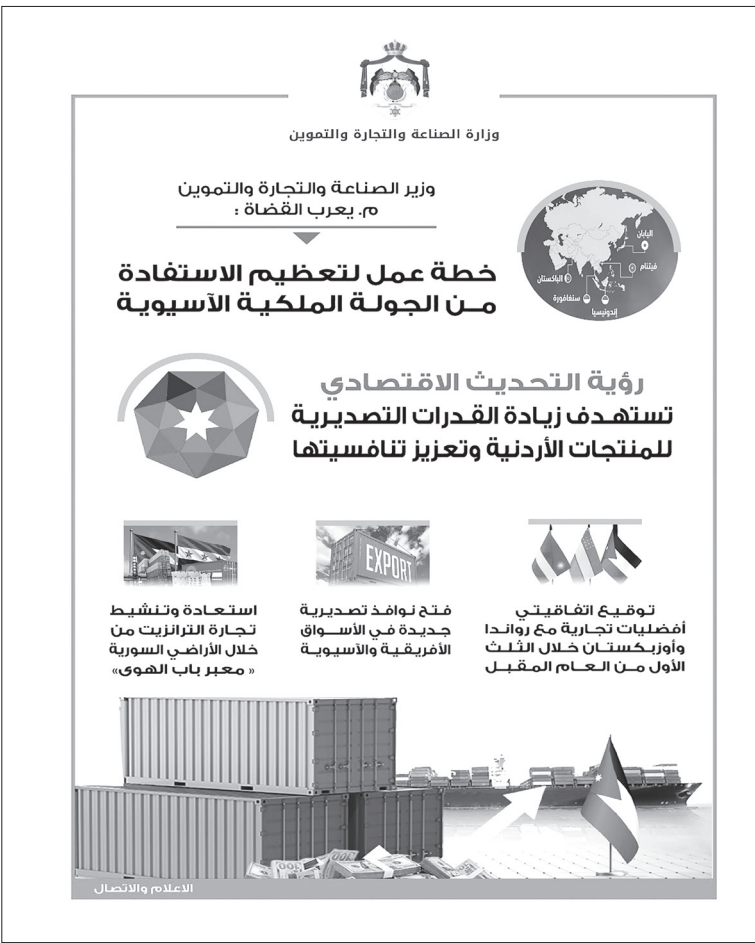 وزارة الصناعة والتجارة والتموين
وزير الصناعة والتجارة والتموين
م. يعرب القضاة :
خطة عمل لتعظيم الاستفادة
من الجولة الملكية الآسيوية
اليابان
فيتنام
الباكستان
سنغافورة
إندونيسيا
رؤية التحديث الاقتصادي
تستهدف زيادة القدرات التصديرية
للمنتجات الأردنية وتعزيز تنافسيتها
توقيع اتفاقيتي
أفضليات تجارية مع رواندا
وأوزبكستان خلال الثلث
الأول من العام المقبل
EXPORT
فتح نوافذ تصديرية
جديدة في الأسواق
الأفريقية والآسيوية
استعادة وتنشيط
تجارة الترانزيت من
خلال الأراضي السورية
« معبر باب الهوى»
100
الاعلام والاتصال